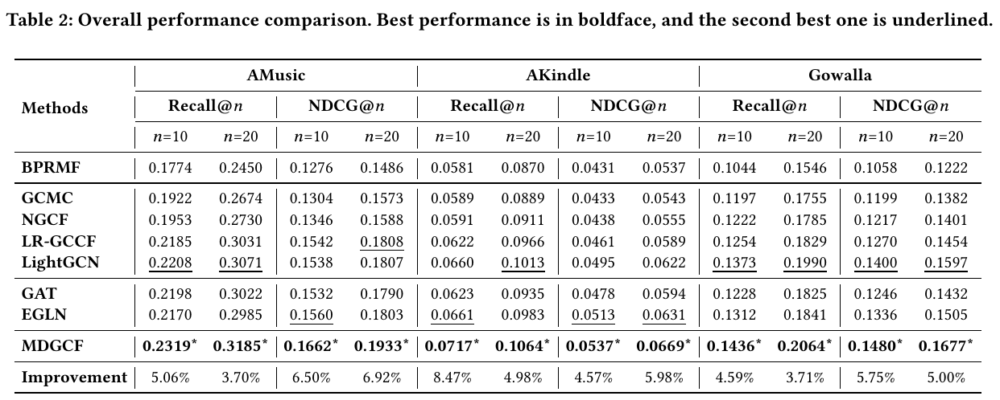 Table 2: Overall performance comparison. Best performance is in boldface, and the second best one is underlined.
AMusic AKindle Gowalla
Methods Recall@n NDCG@n Recall@n NDCG@n Recall@n NDCG@n
n=10 n=20 n=10 n=20 n=10 n=20 n=10 n=20 n=10 n=20 n=10 n=20
BPRMF 0.1774 0.2450 0.1276 0.1486 0.0581 0.0870 0.0431 0.0537 0.1044 0.1546 0.1058 0.1222
GCMC 0.1922 0.2674 0.1304 0.1573 0.0589 0.0889 0.0433 0.0543 0.1197 0.1755 0.1199 0.1382
NGCF 0.1953 0.2730 0.1346 0.1588 0.0591 0.0911 0.0438 0.0555 0.1222 0.1785 0.1217 0.1401
LR-GCCF 0.2185 0.3031 0.1542 0.1808 0.0622 0.0966 0.0461 0.0589 0.1254 0.1829 0.1270 0.1454
LightGCN 0.2208 0.3071 0.1538 0.1807 0.0660 0.1013 0.0495 0.0622 0.1373 0.1990 0.1400 0.1597
GAT 0.2198 0.3022 0.1532 0.1790 0.0623 0.0935 0.0478 0.0594 0.1228 0.1825 0.1246 0.1432
EGLN 0.2170 0.2985 0.1560 0.1803 0.0661 0.0983 0.0513 0.0631 0.1312 0.1841 0.1336 0.1505
MDGCF 0.2319* 0.3185* 0.1662* 0.1933* 0.0717* 0.1064* 0.0537* 0.0669* 0.1436* 0.2064* 0.1480* 0.1677*
Improvement 5.06% 3.70% 6.50% 6.92% 8.47% 4.98% 4.57% 5.98% 4.59% 3.71% 5.75% 5.00%